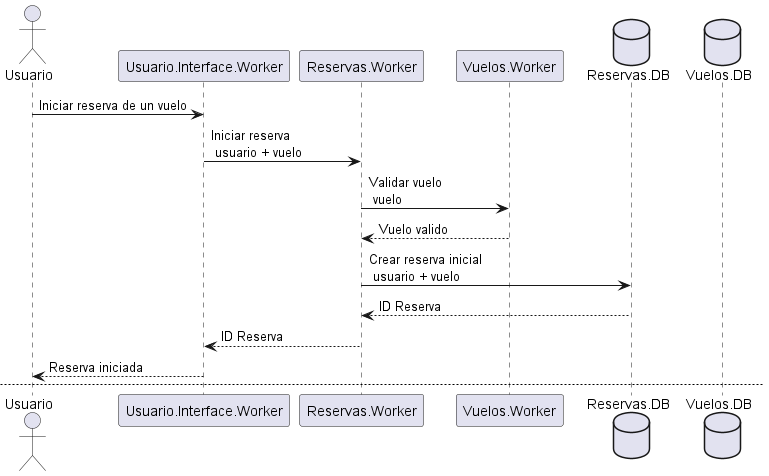 Usuario
Usuario.Interface.Worker
Reservas.Worker
Vuelos.Worker
Reservas.DB
Vuelos.DB
Iniciar reserva de un vuelo
Iniciar reserva
usuario + vuelo
Validar vuelo
vuelo
Vuelo valido
Crear reserva inicial
usuario + vuelo
ID Reserva
ID Reserva
Reserva iniciada
Usuario
Usuario.Interface.Worker
Reservas.Worker
Vuelos.Worker
Reservas.DB
Vuelos.DB